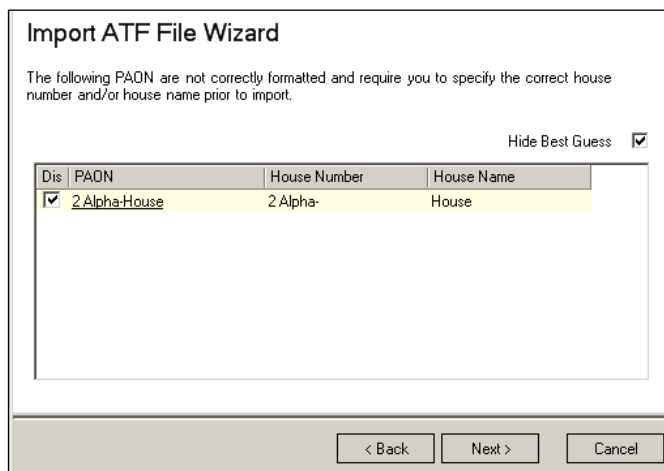 Import ATF File Wizard
The following PAON are not correctly formatted and require you to specify the correct house
number and/or house name prior to import.
Hide Best Guess
Dis PAON House Number House Name
2 Alpha-House 2 Alpha- House
< Back Next > Cancel